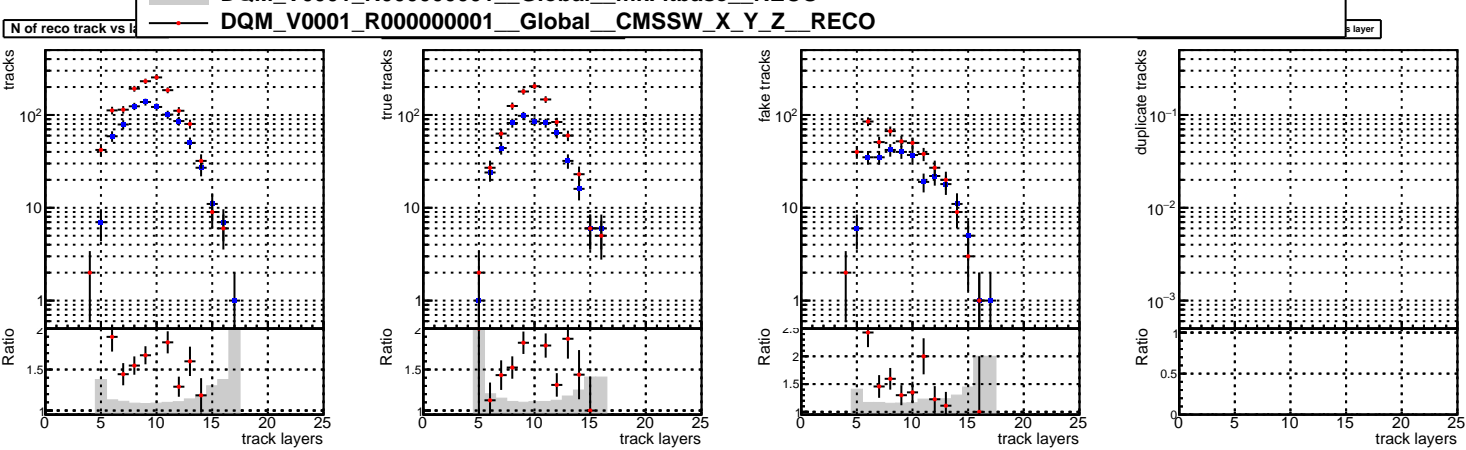 DQM_V0001_R000000001__Global__CMSSW_X_Y_Z__RECO
N of reco track vs la
s layer
tracks
10²
10
1
Ratio
2
1.5
1
0 5 10 15 20 25
track layers
true tracks
10²
10
1
Ratio
2
1.5
1
0 5 10 15 20 25
track layers
fake tracks
10²
10
1
Ratio
2.5
2
1.5
1
0 5 10 15 20 25
track layers
duplicate tracks
10⁻¹
10⁻²
10⁻³
Ratio
1
0.5
0
0 5 10 15 20 25
track layers